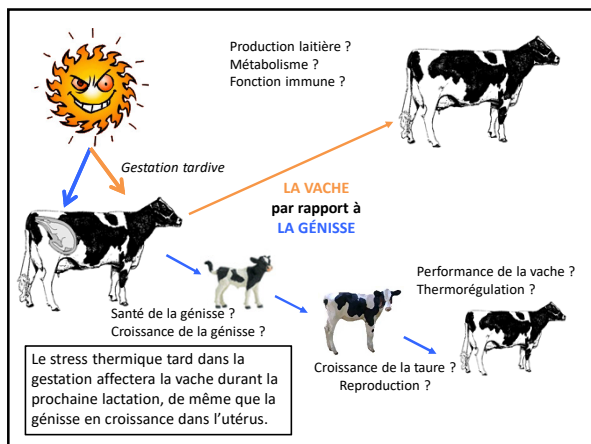 Production laitière ?
Métabolisme ?
Fonction immune ?
Gestation tardive
LA VACHE
par rapport à
LA GÉNISSE
Performance de la vache ?
Thermorégulation ?
Santé de la génisse ?
Croissance de la génisse ?
Croissance de la taure ?
Reproduction ?
Le stress thermique tard dans la
gestation affectera la vache durant la
prochaine lactation, de même que la
génisse en croissance dans l'utérus.